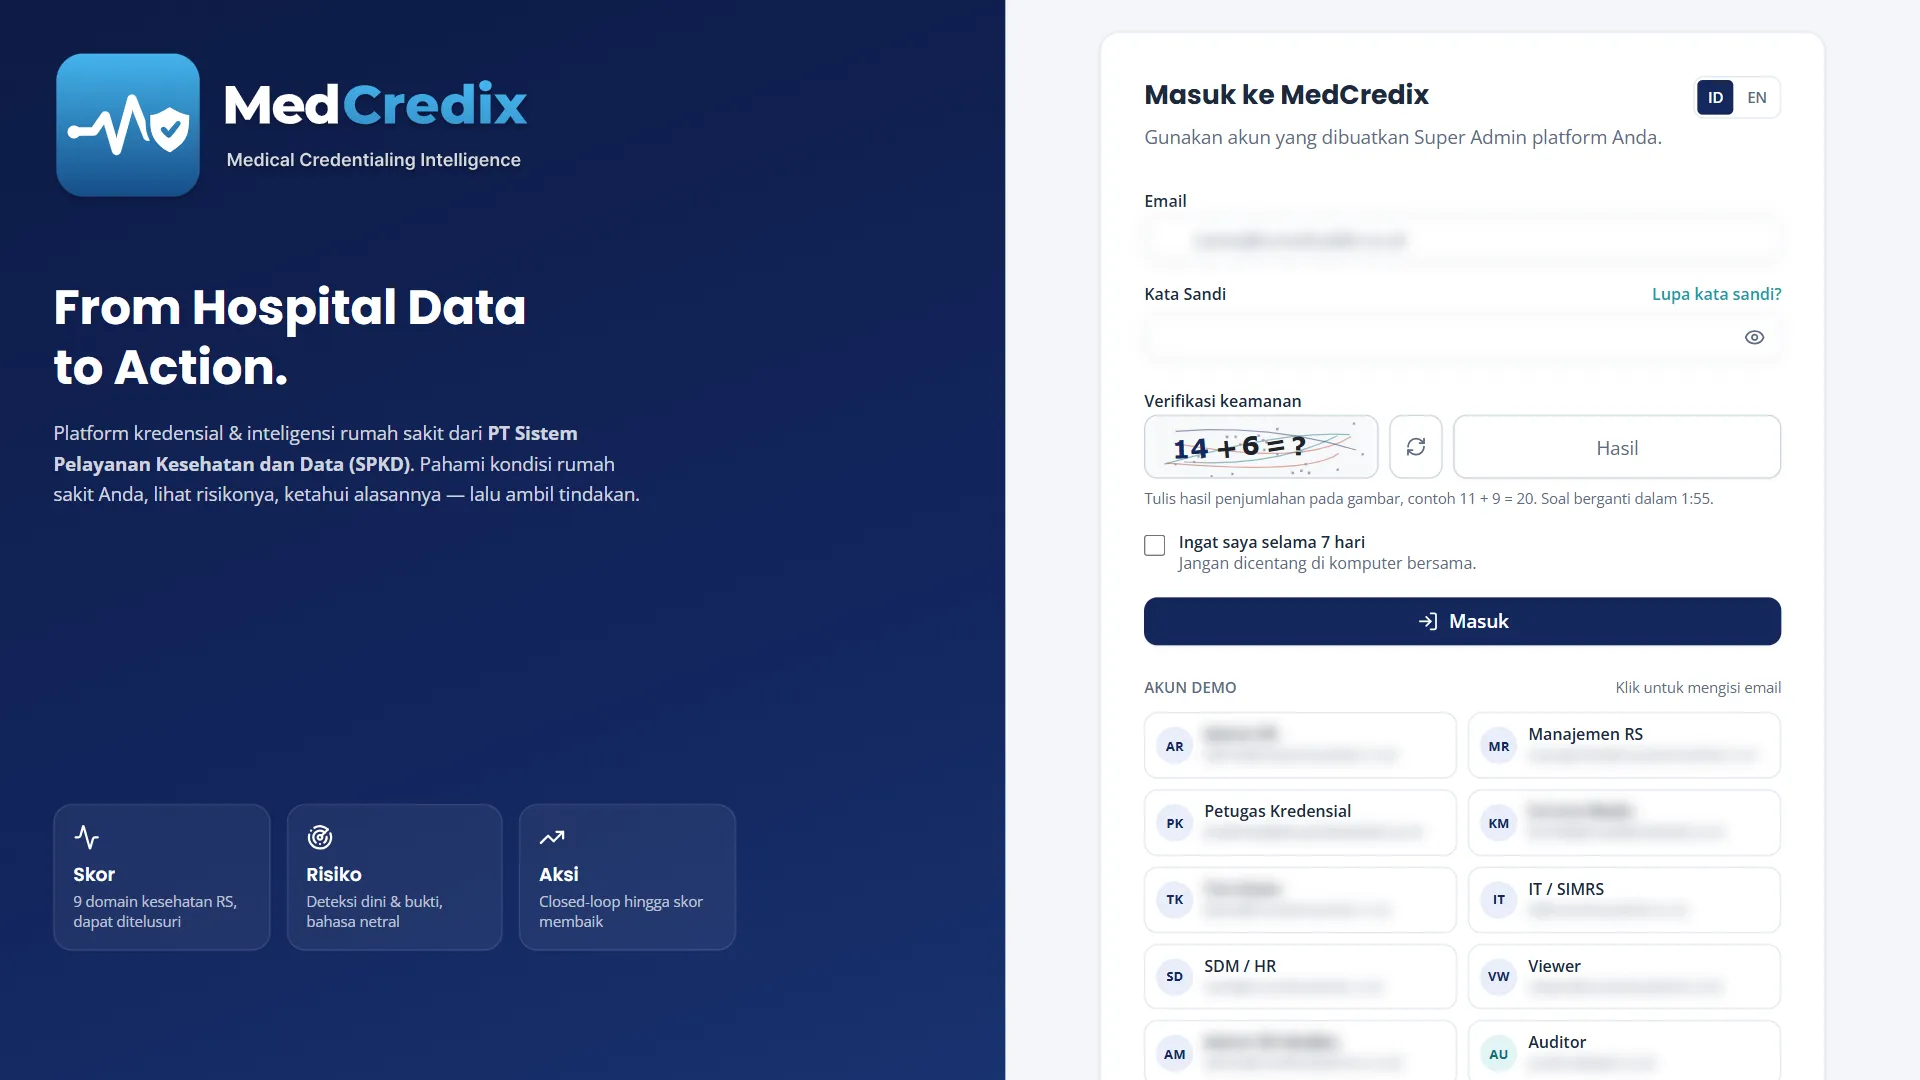 MedCredix
Medical Credentialing Intelligence
From Hospital Data
to Action.
Platform kredensial & inteligensi rumah sakit dari PT Sistem
Pelayanan Kesehatan dan Data (SPKD). Pahami kondisi rumah
sakit Anda, lihat risikonya, ketahui alasannya — lalu ambil tindakan.
Skor
9 domain kesehatan RS,
dapat ditelusuri
Risiko
Deteksi dini & bukti,
bahasa netral
Aksi
Closed-loop hingga skor
membaik
Masuk ke MedCredix
ID EN
Gunakan akun yang dibuatkan Super Admin platform Anda.
Email
Kata Sandi
Lupa kata sandi?
Verifikasi keamanan
14 + 6 = ?
Hasil
Tulis hasil penjumlahan pada gambar, contoh 11 + 9 = 20. Soal berganti dalam 1:55.
Ingat saya selama 7 hari
Jangan dicentang di komputer bersama.
Masuk
AKUN DEMO
Klik untuk mengisi email
AR
MR
Manajemen RS
PK
Petugas Kredensial
KM
TK
IT
IT / SIMRS
SD
SDM / HR
VW
Viewer
AM
AU
Auditor